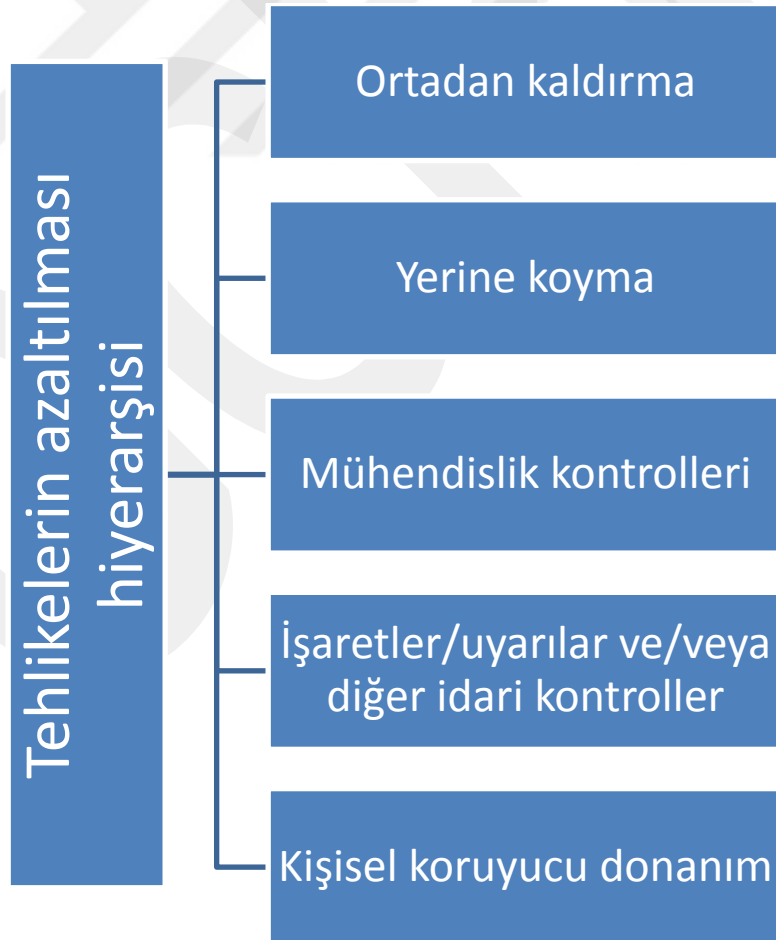 Tehlikelerin azaltılması
hiyerarşisi
Ortadan kaldırma
Yerine koyma
Mühendislik kontrolleri
İşaretler/uyarılar ve/veya
diğer idari kontroller
Kişisel koruyucu donanım